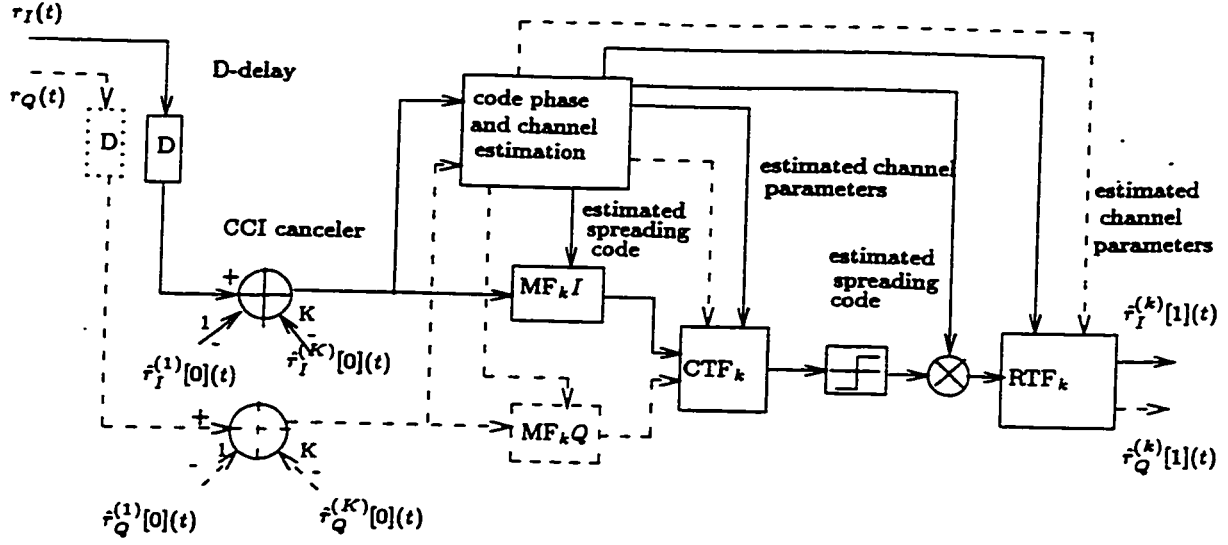 r_I(t)
r_Q(t)
D-delay
D
D
code phase
and channel
estimation
estimated channel
parameters
estimated
channel
parameters
CCI canceler
estimated
spreading
code
estimated
spreading
code
+
1
K
-
-
r̂_I^{(1)}[0](t)
r̂_I^{(K)}[0](t)
MF_k I
CTF_k
RTF_k
r̂_I^{(k)}[1](t)
r̂_Q^{(k)}[1](t)
+
1
K
-
-
MF_k Q
r̂_Q^{(1)}[0](t)
r̂_Q^{(K)}[0](t)